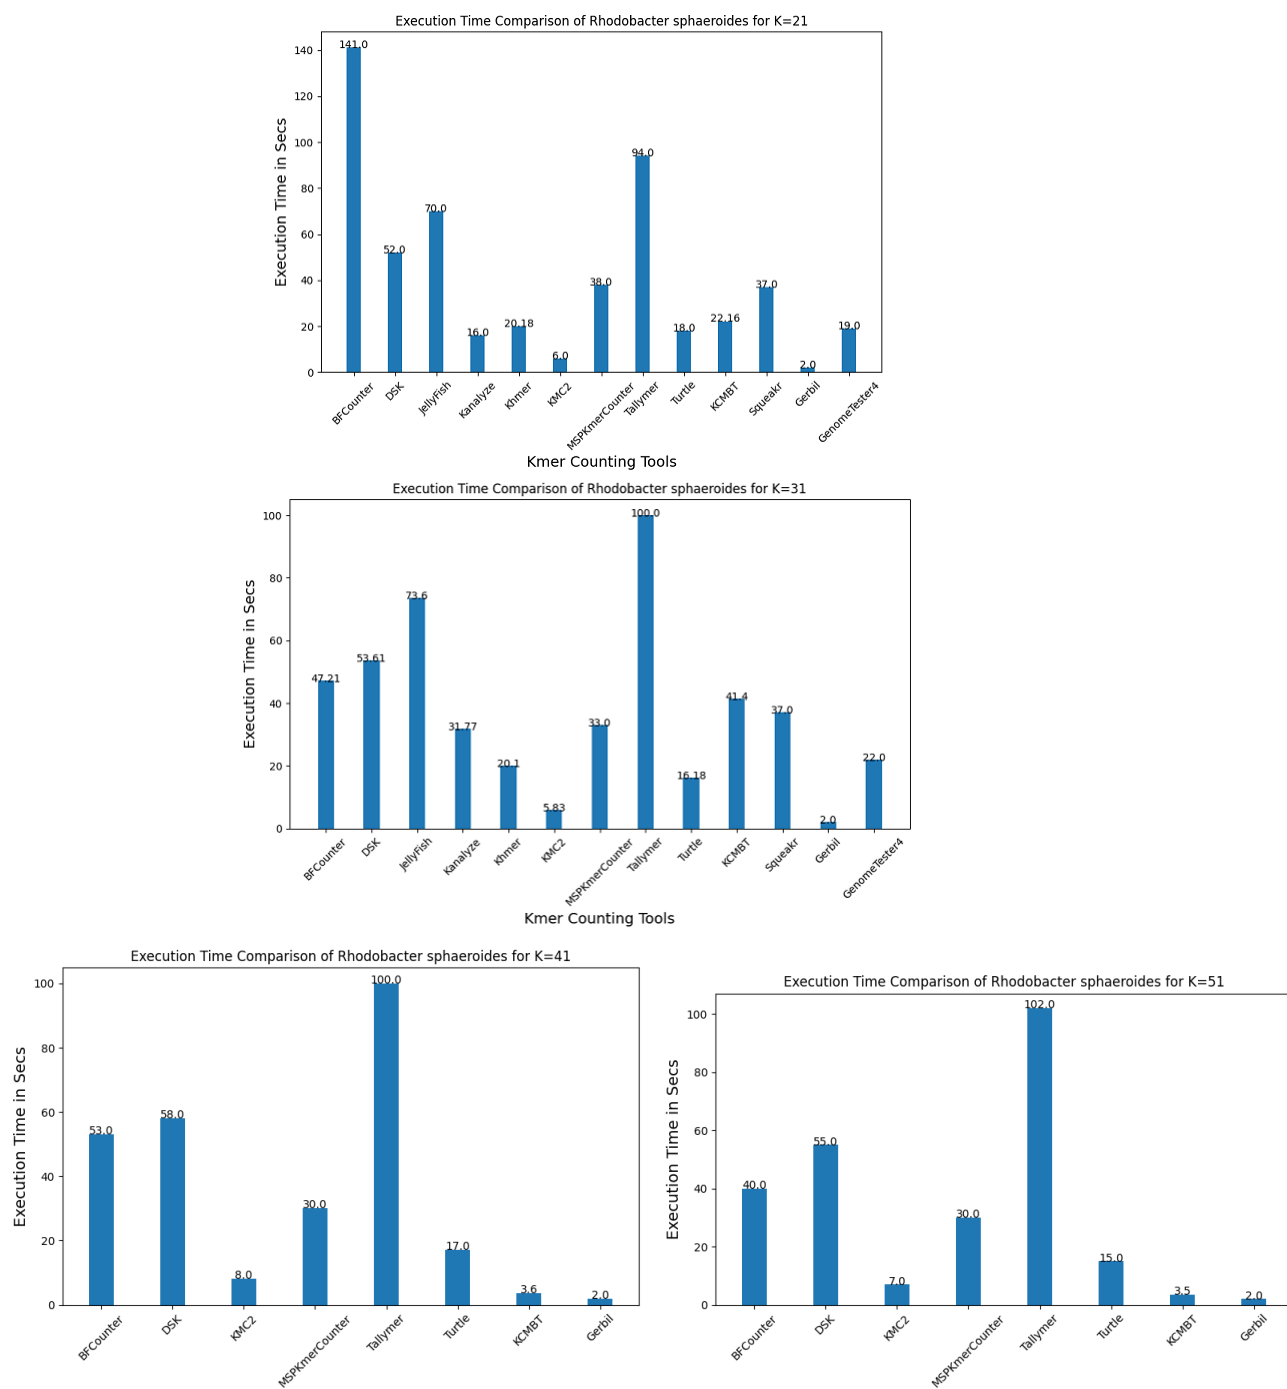 Execution Time Comparison of Rhodobacter sphaeroides for K=21
Execution Time in Secs
140
120
100
80
60
40
20
0
141.0
52.0
70.0
16.0
20.18
6.0
38.0
94.0
18.0
22.16
37.0
2.0
19.0
BFCounter
DSK
JellyFish
Kanalyze
Khmer
KMC2
MSPKmerCounter
Tallymer
Turtle
KCMBT
Squeakr
Gerbil
GenomeTester4
Kmer Counting Tools
Execution Time Comparison of Rhodobacter sphaeroides for K=31
Execution Time in Secs
100
80
60
40
20
0
47.21
53.61
73.6
31.77
20.1
5.83
33.0
100.0
16.18
41.4
37.0
2.0
22.0
BFCounter
DSK
JellyFish
Kanalyze
Khmer
KMC2
MSPKmerCounter
Tallymer
Turtle
KCMBT
Squeakr
Gerbil
GenomeTester4
Kmer Counting Tools
Execution Time Comparison of Rhodobacter sphaeroides for K=41
Execution Time in Secs
100
80
60
40
20
0
53.0
58.0
8.0
30.0
100.0
17.0
3.6
2.0
BFCounter
DSK
KMC2
MSPKmerCounter
Tallymer
Turtle
KCMBT
Gerbil
Execution Time Comparison of Rhodobacter sphaeroides for K=51
Execution Time in Secs
100
80
60
40
20
0
40.0
55.0
7.0
30.0
102.0
15.0
3.5
2.0
BFCounter
DSK
KMC2
MSPKmerCounter
Tallymer
Turtle
KCMBT
Gerbil